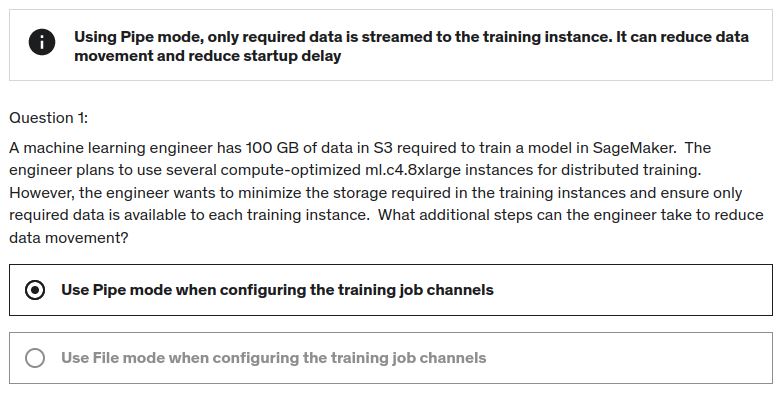 Using Pipe mode, only required data is streamed to the training instance. It can reduce data
movement and reduce startup delay
Question 1:
A machine learning engineer has 100 GB of data in S3 required to train a model in SageMaker.  The
engineer plans to use several compute-optimized ml.c4.8xlarge instances for distributed training.
However, the engineer wants to minimize the storage required in the training instances and ensure only
required data is available to each training instance.  What additional steps can the engineer take to reduce
data movement?
Use Pipe mode when configuring the training job channels
Use File mode when configuring the training job channels